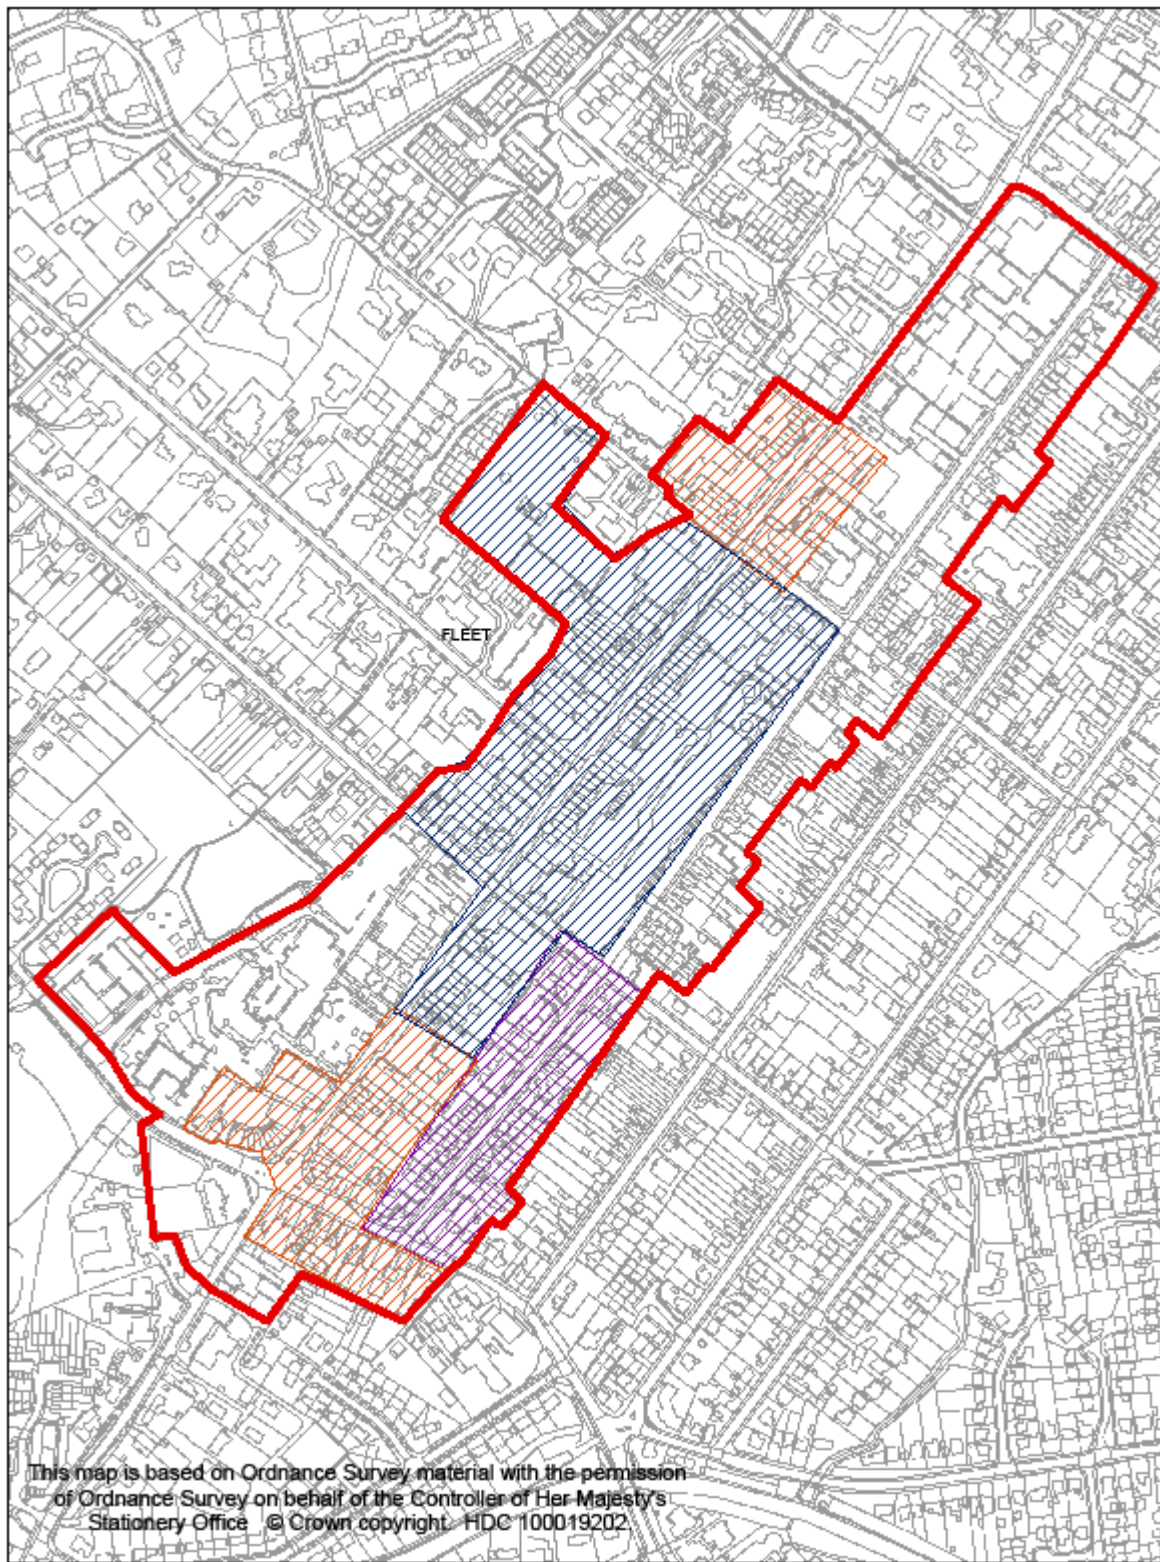 FLEET
This map is based on Ordnance Survey material with the permission
of Ordnance Survey on behalf of the Controller of Her Majesty's
Stationery Office © Crown copyright. HDC 100019202.